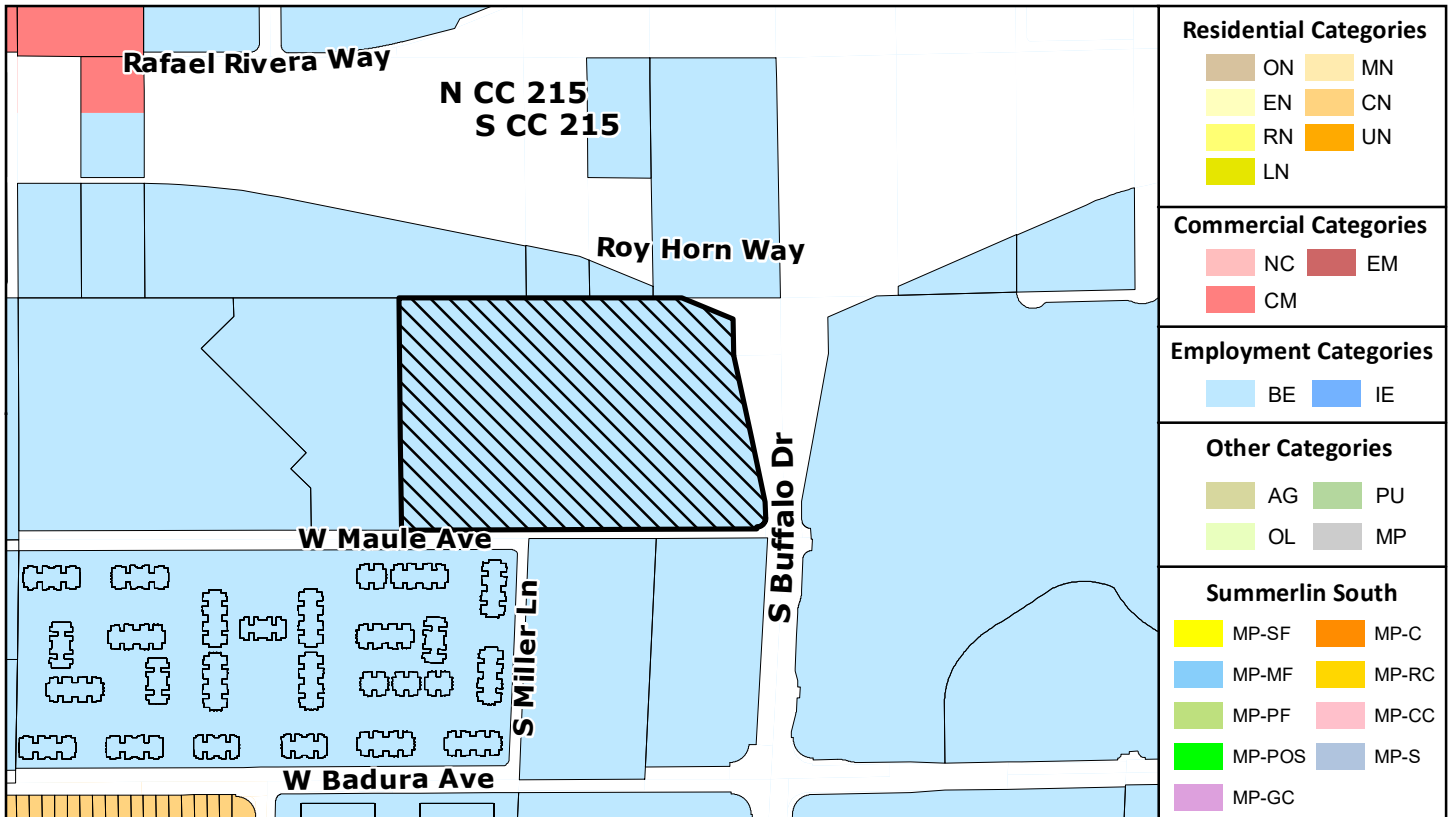 Rafael Rivera Way
N CC 215
S CC 215
Roy Horn Way
W Maule Ave
S Buffalo Dr
S Miller Ln
W Badura Ave
Residential Categories
ON MN
EN CN
RN UN
LN
Commercial Categories
NC EM
CM
Employment Categories
BE IE
Other Categories
AG PU
OL MP
Summerlin South
MP-SF MP-C
MP-MF MP-RC
MP-PF MP-CC
MP-POS MP-S
MP-GC